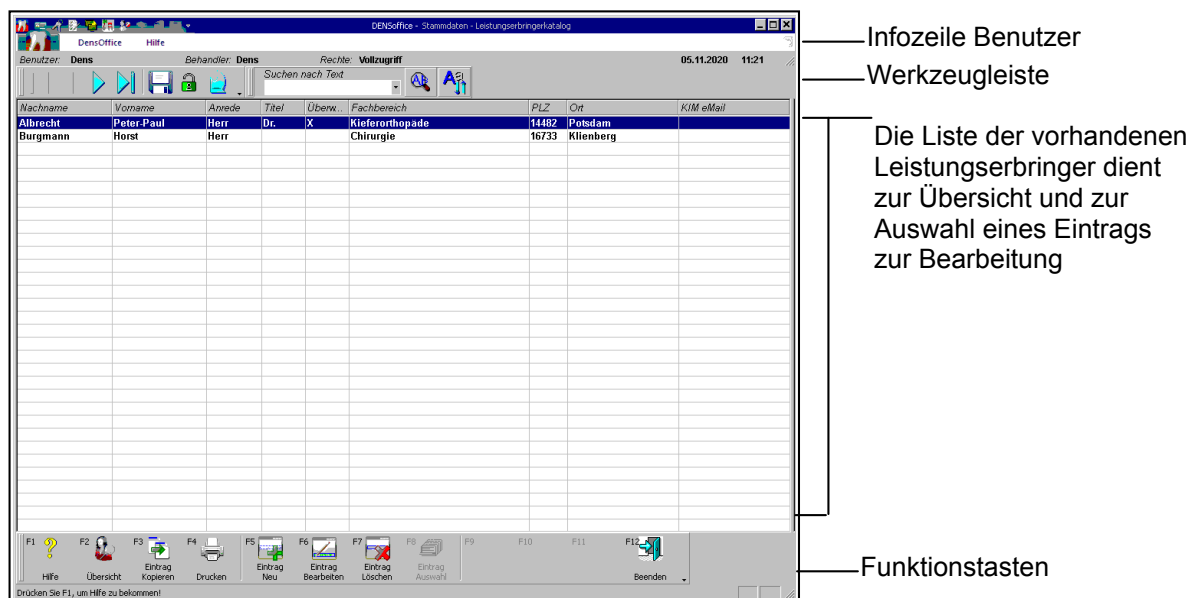 DENSoffice - Stammdaten - Leistungserbringerkatalog
DensOffice Hilfe
Benutzer: Dens Behandler: Dens Rechte: Vollzugriff 05.11.2020 11:21
Suchen nach Text
Nachname Vorname Anrede Titel Überw... Fachbereich PLZ Ort KIM eMail
Albrecht Peter-Paul Herr Dr. X Kieferorthopäde 14482 Potsdam
Burgmann Horst Herr Chirurgie 16733 Klienberg
F1 F2 F3 F4 F5 F6 F7 F8 F9 F10 F11 F12
Hilfe Übersicht Eintrag Kopieren Drucken Eintrag Neu Eintrag Bearbeiten Eintrag Löschen Eintrag Auswahl Beenden
Drücken Sie F1, um Hilfe zu bekommen!
Infozeile Benutzer
Werkzeugleiste
Die Liste der vorhandenen
Leistungserbringer dient
zur Übersicht und zur
Auswahl eines Eintrags
zur Bearbeitung
Funktionstasten